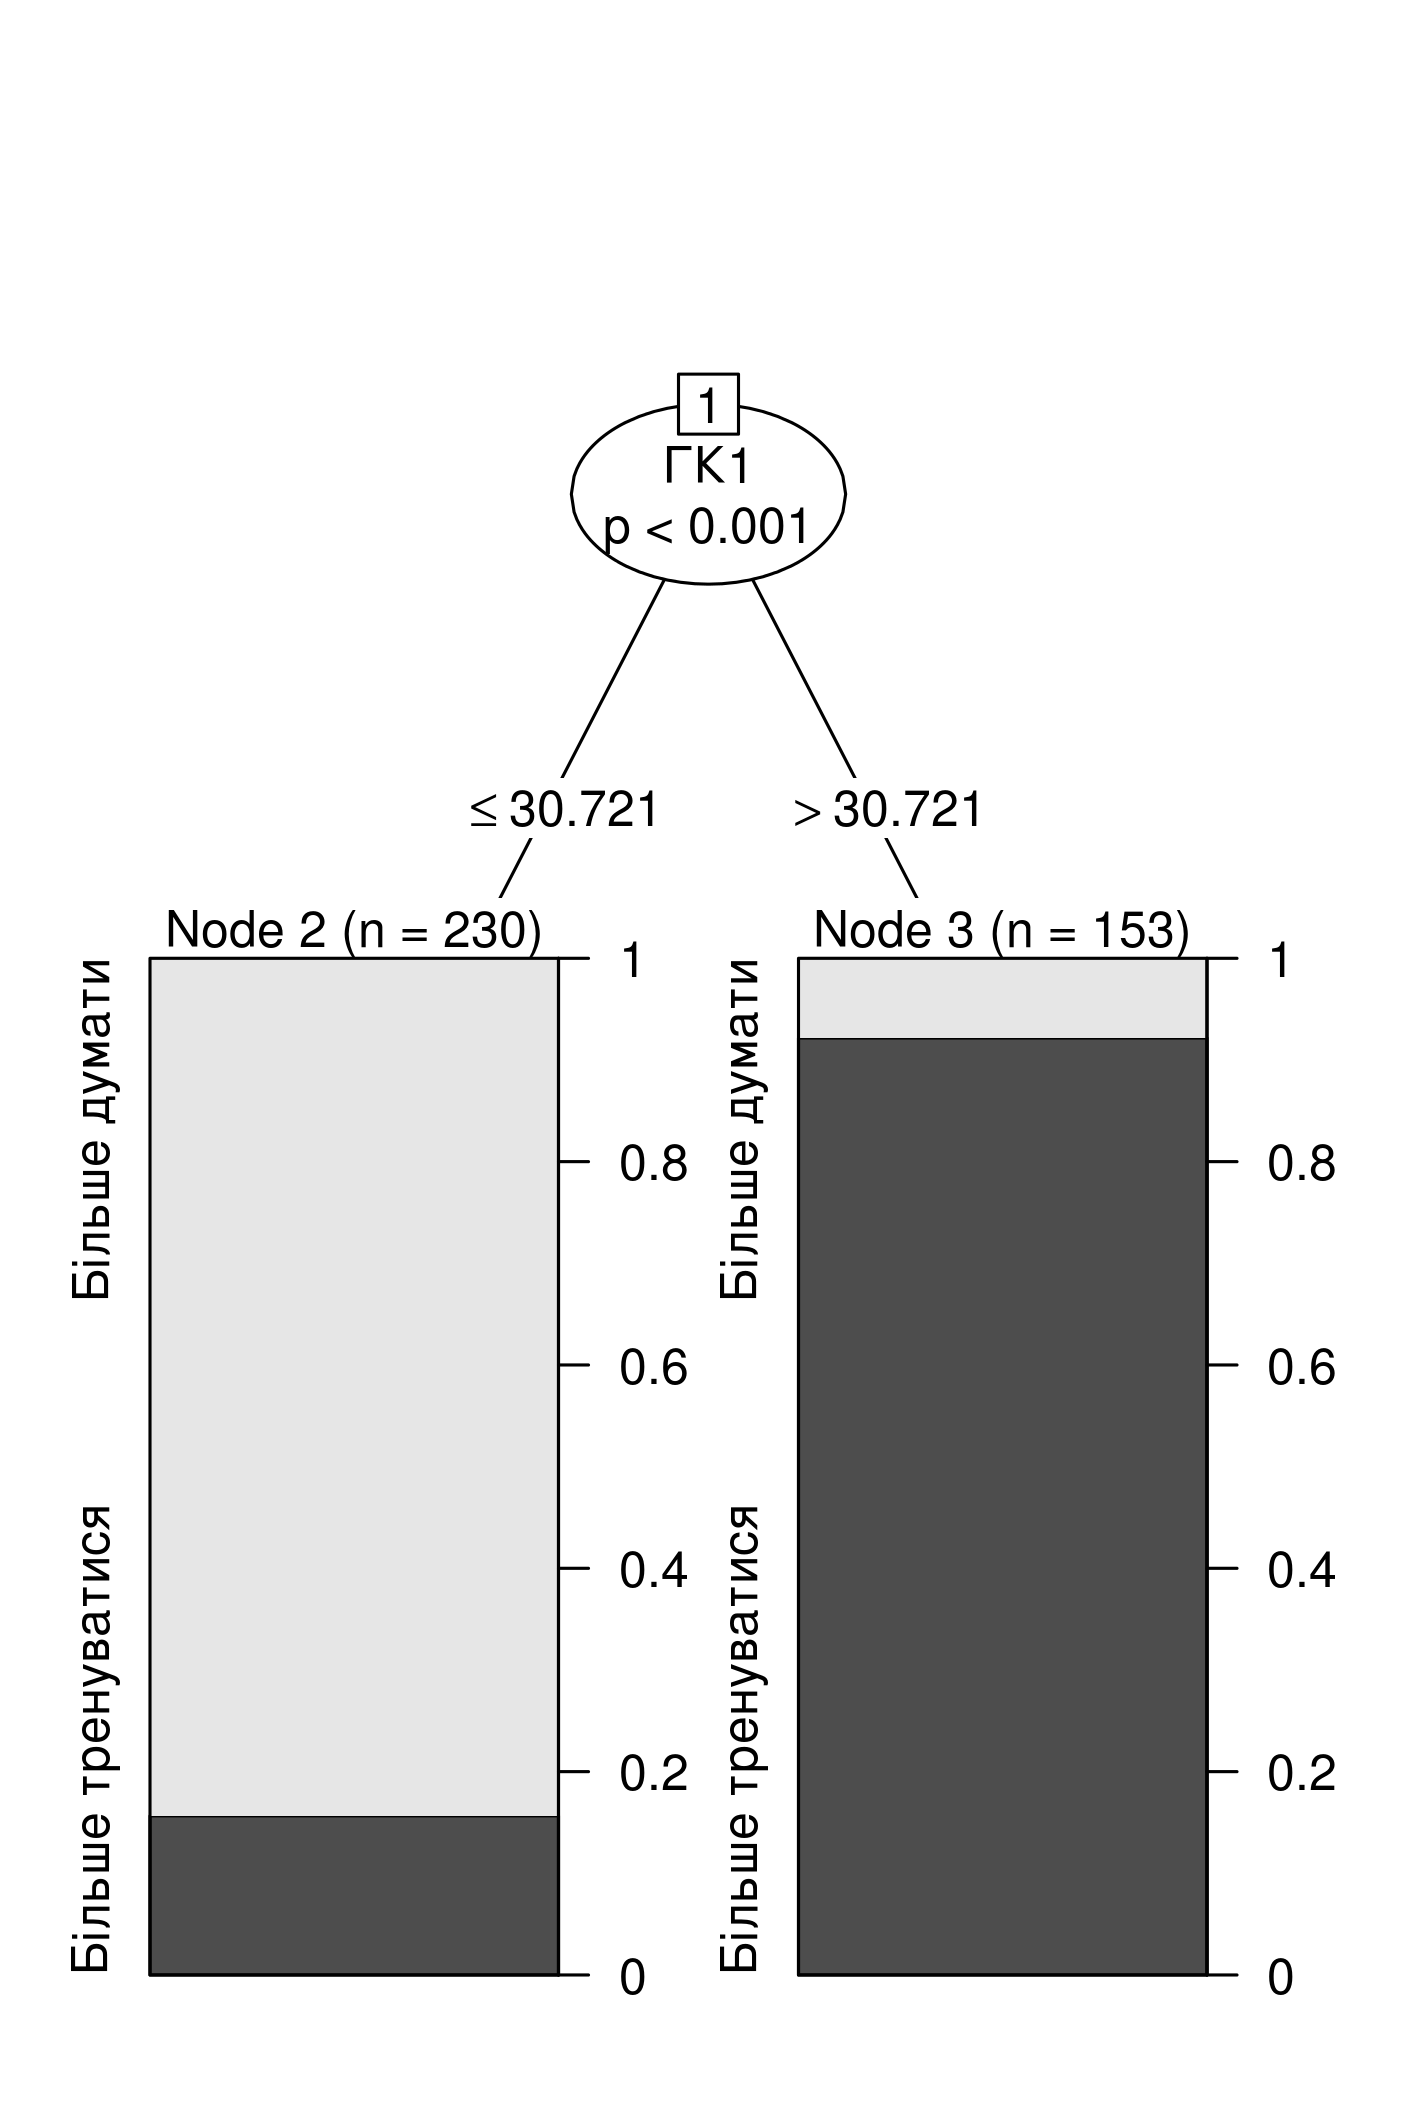 1
ГК1
p < 0.001
≤ 30.721
> 30.721
Node 2 (n = 230)
Більше тренуватися
Більше думати
1
0.8
0.6
0.4
0.2
0
Node 3 (n = 153)
Більше тренуватися
Більше думати
1
0.8
0.6
0.4
0.2
0